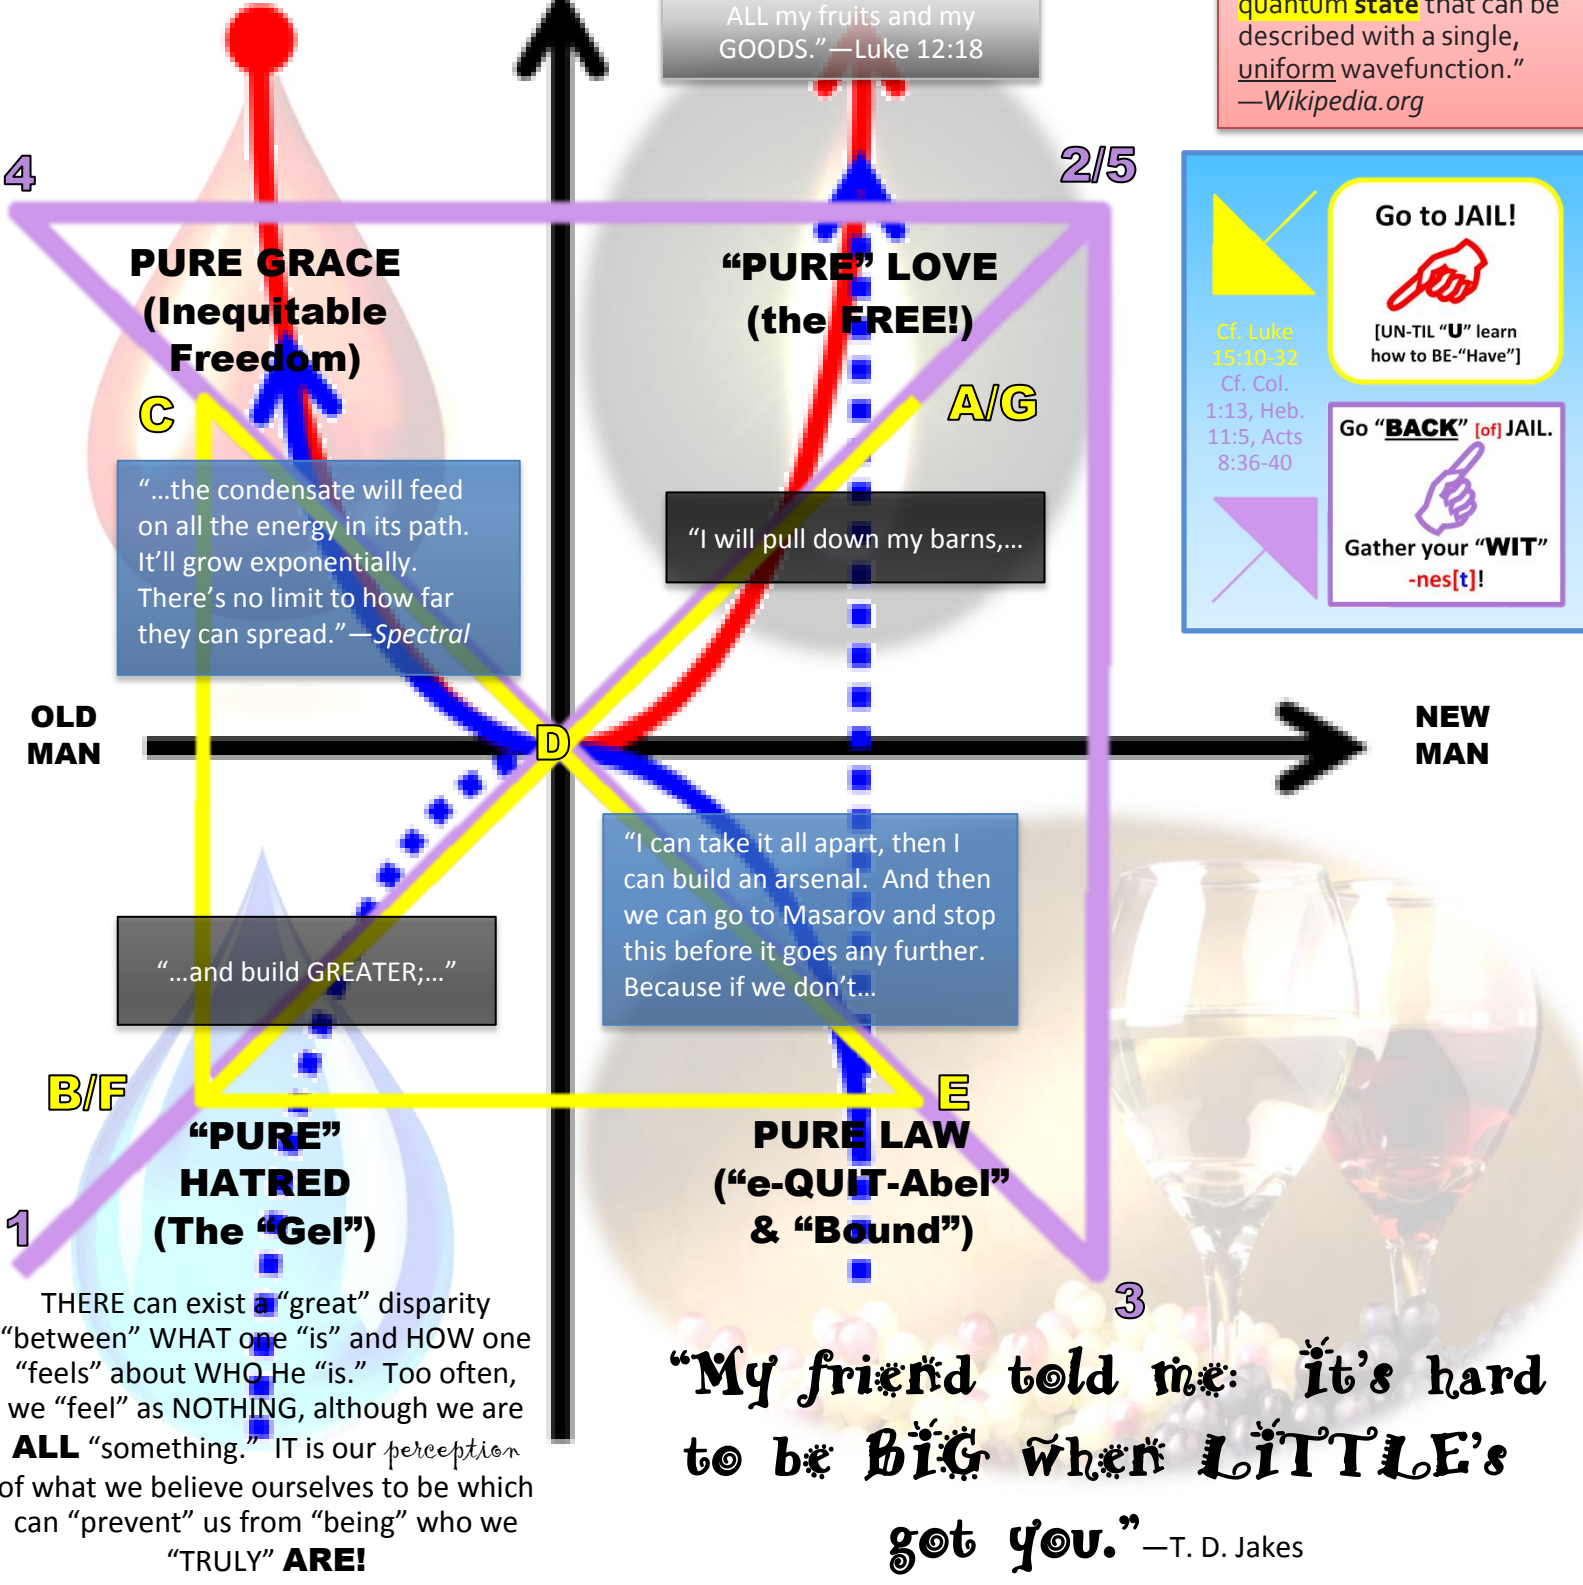 ALL my fruits and my
GOODS.”—Luke 12:18
quantum state that can be
described with a single,
uniform wavefunction.”
—Wikipedia.org
4
2/5
PURE GRACE
(Inequitable
Freedom)
“PURE” LOVE
(the FREE!)
Go to JAIL!
[UN-TIL “U” learn
how to BE-“Have”]
Cf. Luke
15:10-32
Cf. Col.
1:13, Heb.
11:5, Acts
8:36-40
Go “BACK” [of] JAIL.
Gather your “WIT”
-nes[t]!
C
A/G
“…the condensate will feed
on all the energy in its path.
It’ll grow exponentially.
There’s no limit to how far
they can spread.”—Spectral
“I will pull down my barns,…
OLD
MAN
D
NEW
MAN
“I can take it all apart, then I
can build an arsenal.  And then
we can go to Masarov and stop
this before it goes any further.
Because if we don’t…
“…and build GREATER;…”
B/F
E
“PURE”
HATRED
(The “Gel”)
PURE LAW
(“e-QUIT-Abel”
& “Bound”)
1
3
THERE can exist a “great” disparity
“between” WHAT one “is” and HOW one
“feels” about WHO He “is.”  Too often,
we “feel” as NOTHING, although we are
ALL “something.”  IT is our perception
of what we believe ourselves to be which
can “prevent” us from “being” who we
“TRULY” ARE!
“My friend told me:  it’s hard
to be BiG when LiTTLE’s
got you.”—T. D. Jakes